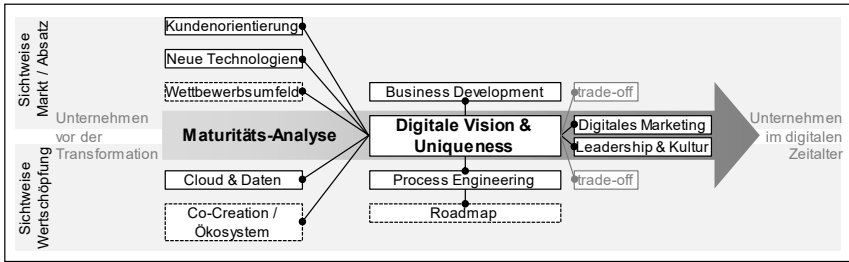 Sichtweise
Markt / Absatz
Kundenorientierung
Neue Technologien
Wettbewerbsumfeld
Business Development
trade-off
Unternehmen
vor der
Transformation
Maturitäts-Analyse
Digitale Vision &
Uniqueness
Digitales Marketing
Leadership & Kultur
Unternehmen
im digitalen
Zeitalter
Sichtweise
Wertschöpfung
Cloud & Daten
Process Engineering
trade-off
Co-Creation /
Ökosystem
Roadmap